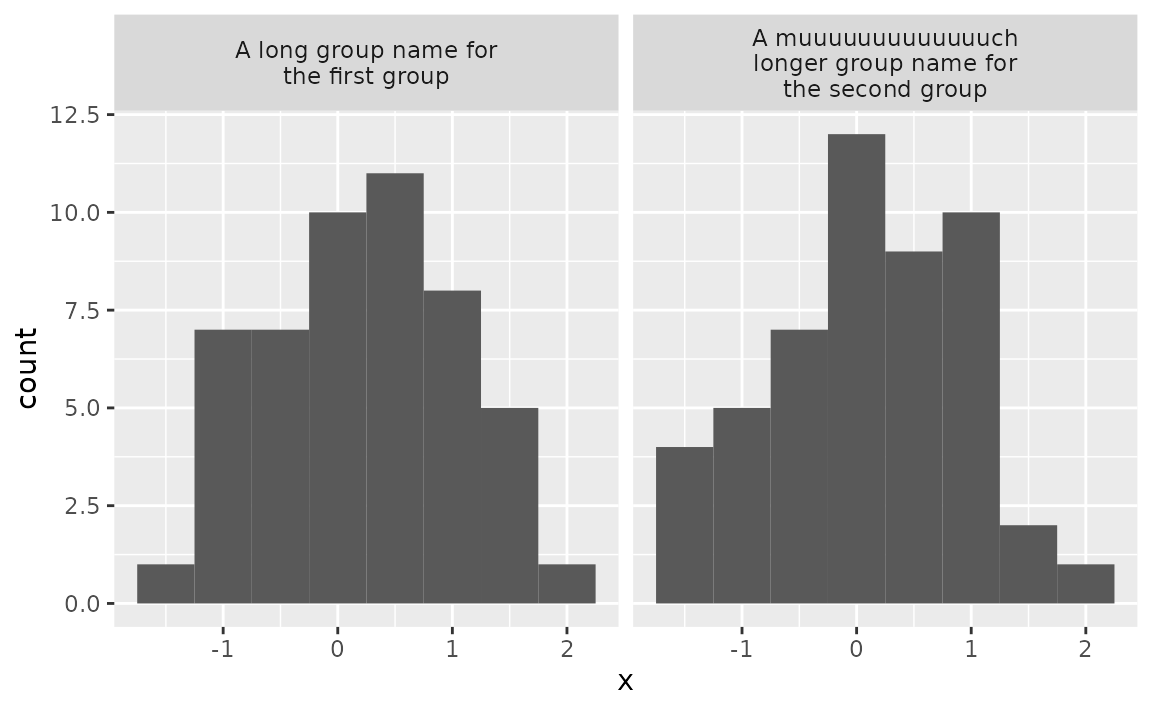 A long group name for
the first group
A muuuuuuuuuuuuuch
longer group name for
the second group
12.5
10.0
7.5
5.0
2.5
0.0
count
-1 0 1 2
-1 0 1 2
x